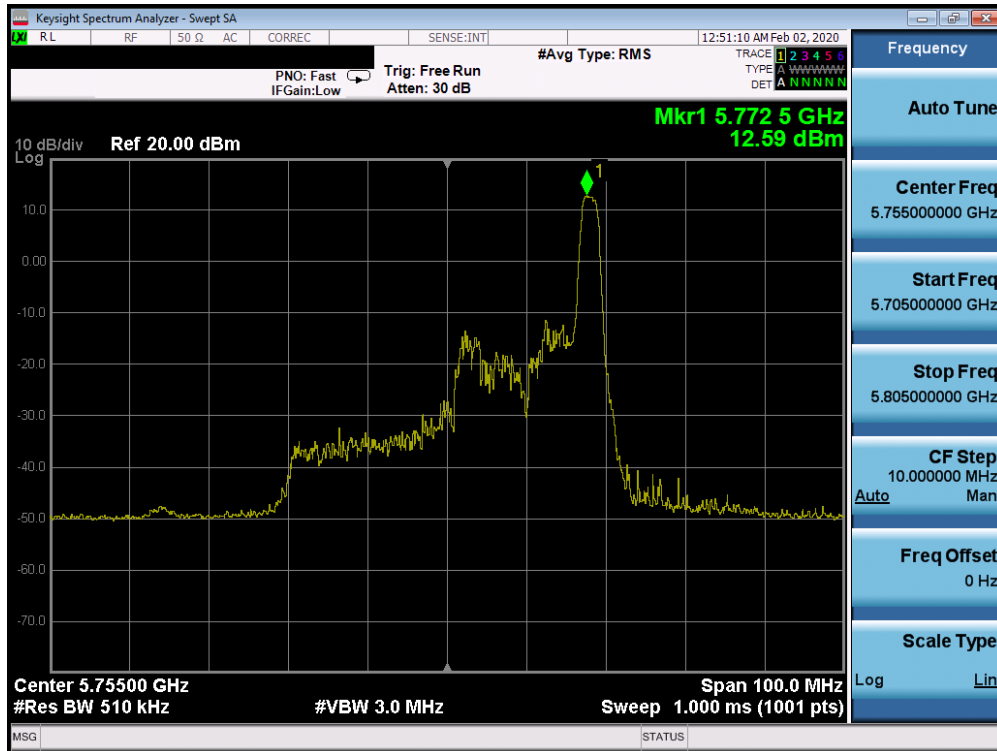 Keysight Spectrum Analyzer - Swept SA
LXI RL RF 50 Ω AC CORREC SENSE:INT 12:51:10 AM Feb 02, 2020
Frequency
#Avg Type: RMS
TRACE 1 2 3 4 5 6
TYPE A WWWWW
DET A N N N N N
PNO: Fast
IFGain:Low
Trig: Free Run
Atten: 30 dB
Auto Tune
Mkr1 5.772 5 GHz
12.59 dBm
10 dB/div Ref 20.00 dBm
Log
1
10.0
0.00
-10.0
-20.0
-30.0
-40.0
-50.0
-60.0
-70.0
Center Freq
5.755000000 GHz
Start Freq
5.705000000 GHz
Stop Freq
5.805000000 GHz
CF Step
10.000000 MHz
Auto Man
Freq Offset
0 Hz
Scale Type
Log Lin
Center 5.75500 GHz Span 100.0 MHz
#Res BW 510 kHz #VBW 3.0 MHz Sweep 1.000 ms (1001 pts)
MSG STATUS